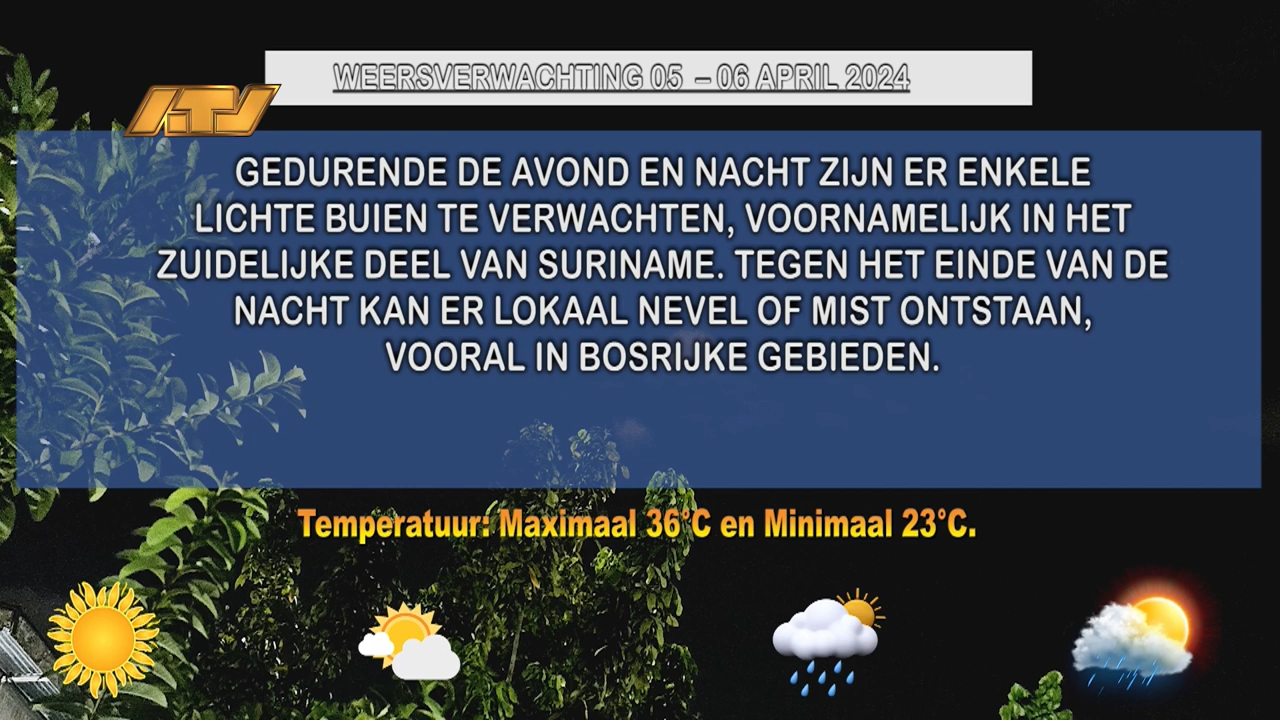 WEERSVERWACHTING 05 – 06 APRIL 2024
ATV
GEDURENDE DE AVOND EN NACHT ZIJN ER ENKELE
LICHTE BUIEN TE VERWACHTEN, VOORNAMELIJK IN HET
ZUIDELIJKE DEEL VAN SURINAME. TEGEN HET EINDE VAN DE
NACHT KAN ER LOKAAL NEVEL OF MIST ONTSTAAN,
VOORAL IN BOSRIJKE GEBIEDEN.
Temperatuur: Maximaal 36°C en Minimaal 23°C.